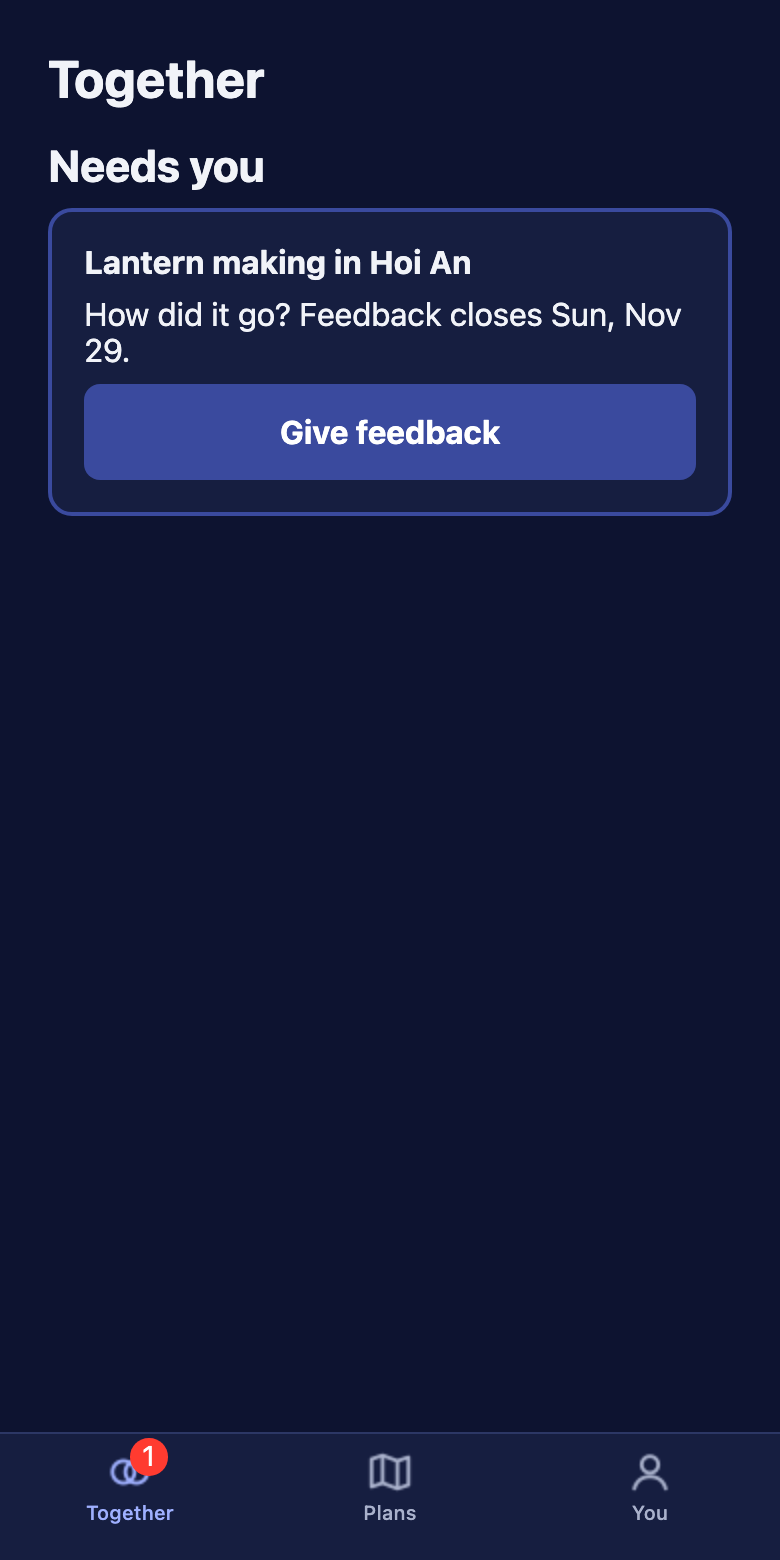 Together
Needs you
Lantern making in Hoi An
How did it go? Feedback closes Sun, Nov
29.
Give feedback
1
Together
Plans
You